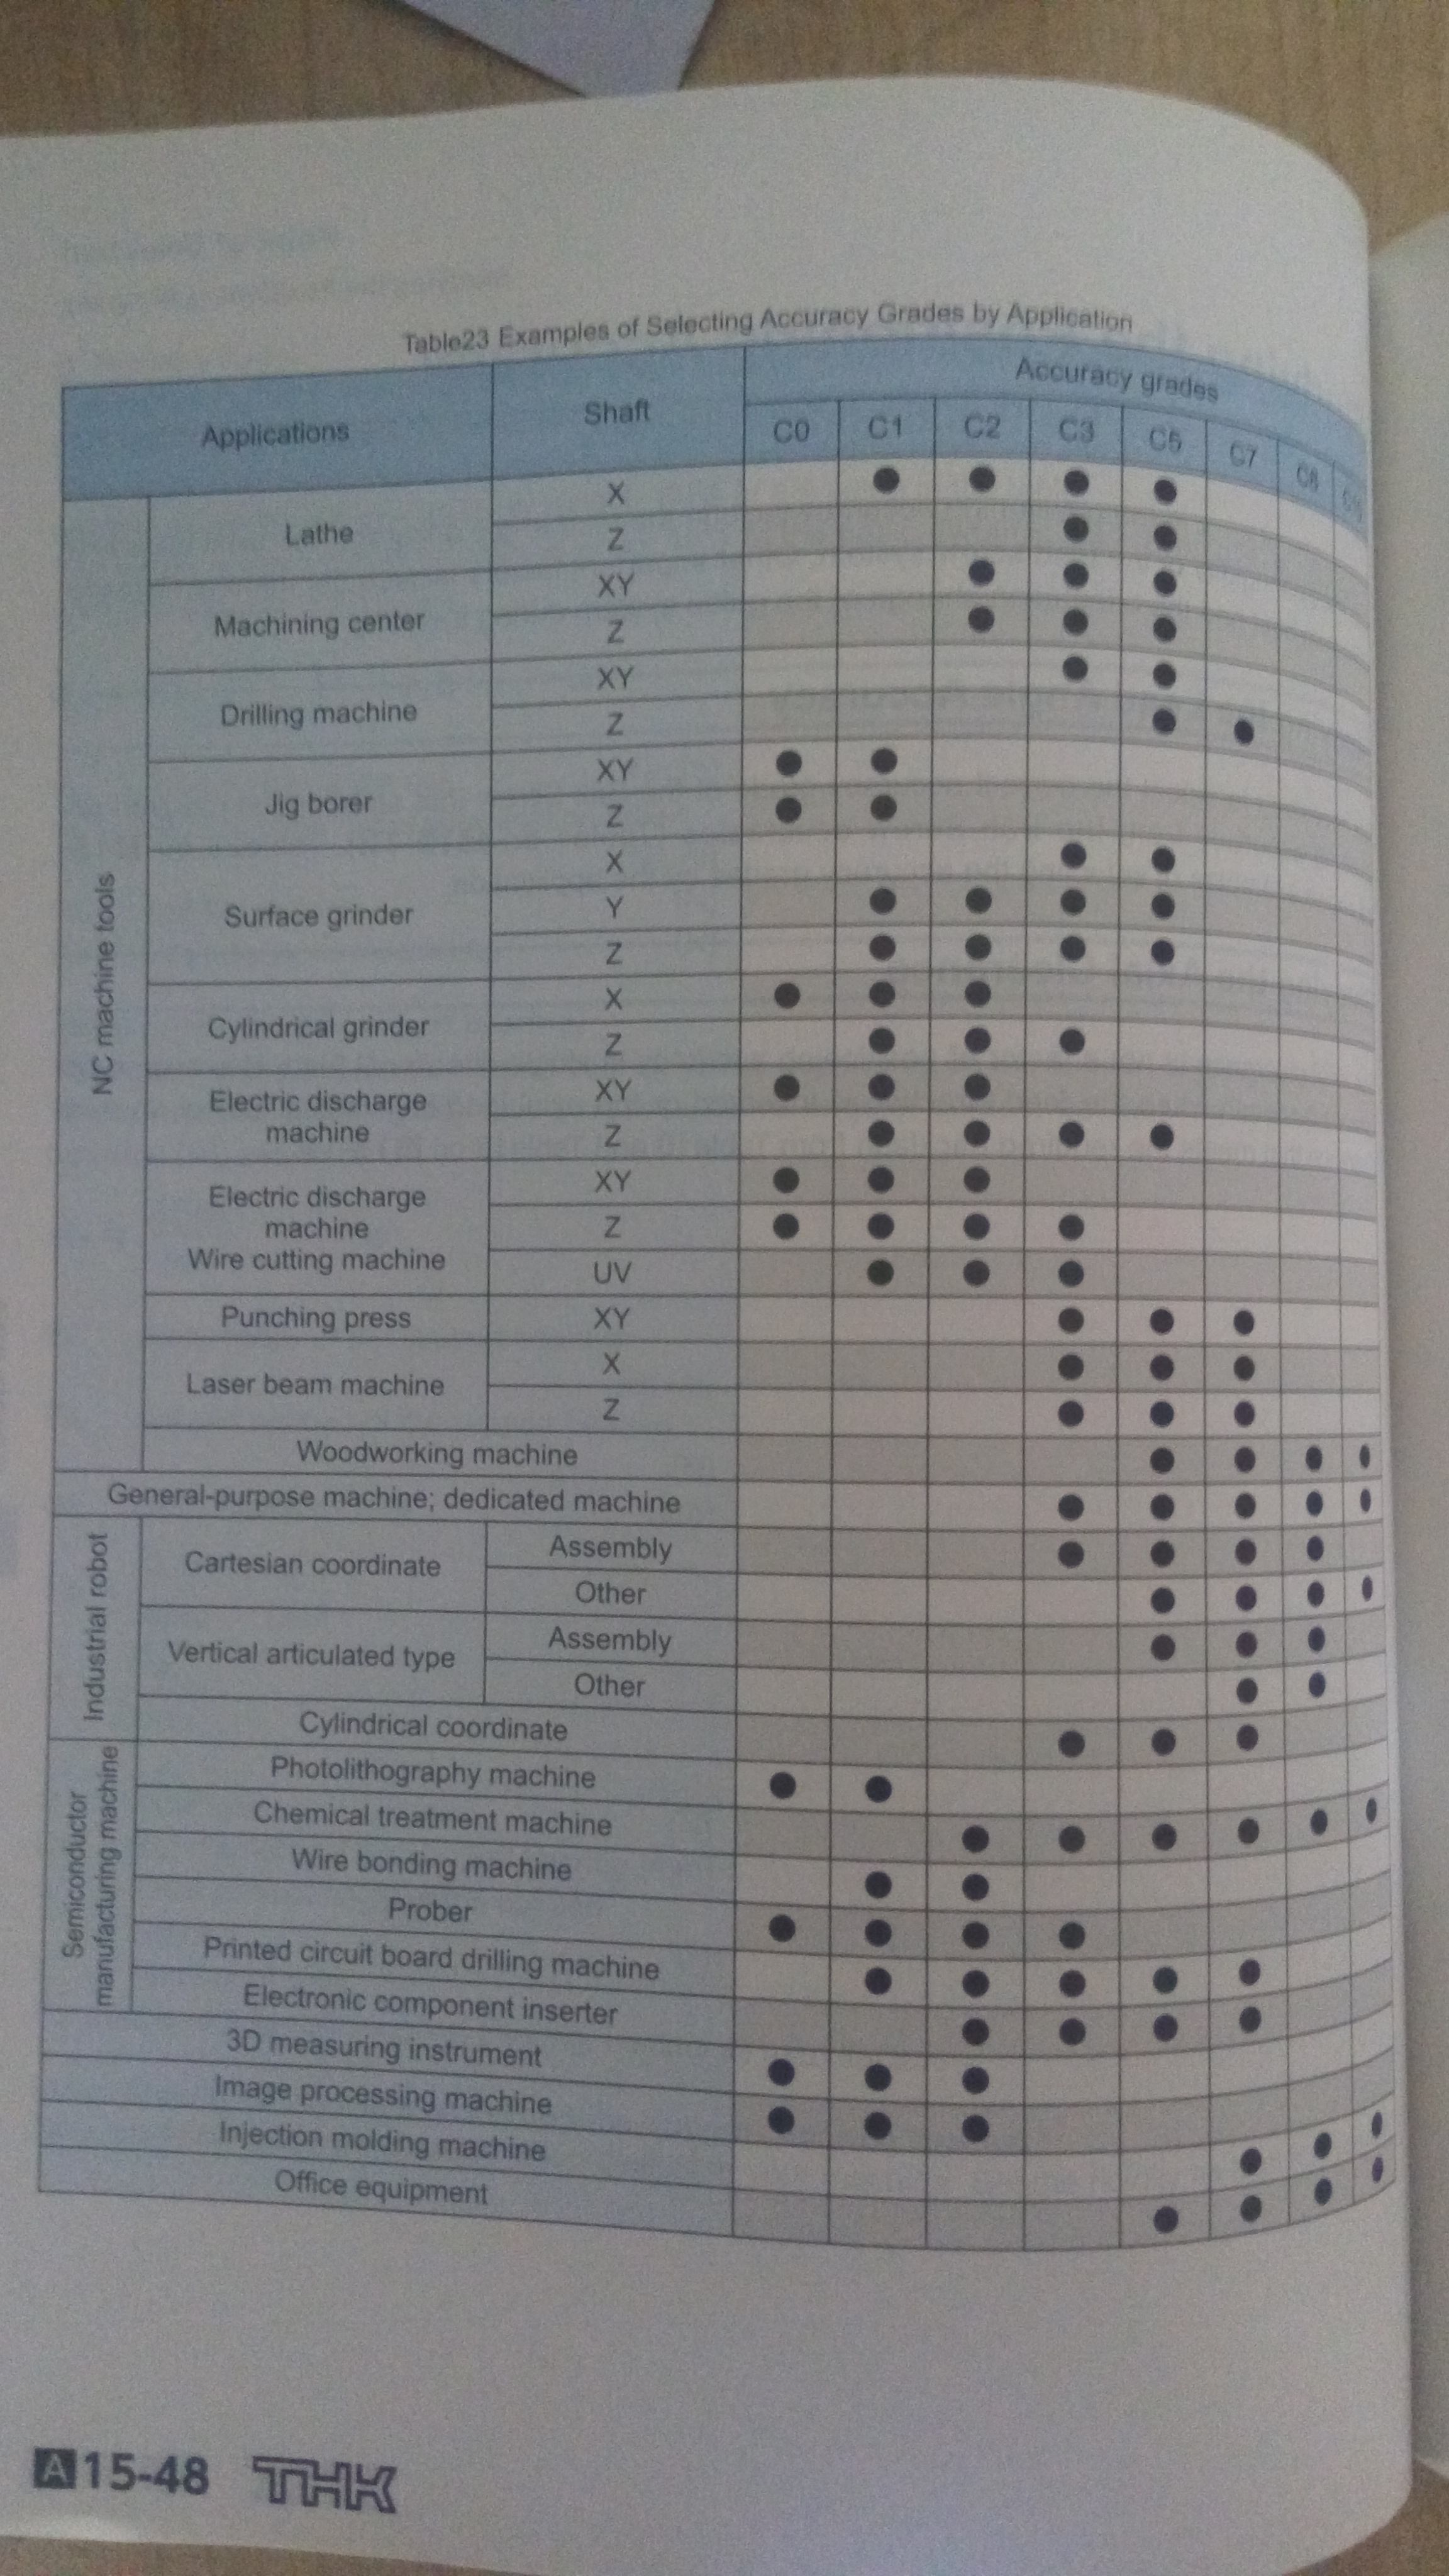 Table23 Examples of Selecting Accuracy Grades by Application
Applications Shaft Accuracy grades
C0 C1 C2 C3 C5 C7 C8
NC machine tools
Lathe X ● ● ● ●
Z ● ●
Machining center XY ● ● ●
Z ● ● ●
Drilling machine XY ● ●
Z ● ●
Jig borer XY ● ●
Z ● ●
Surface grinder X ● ●
Y ● ● ● ●
Z ● ● ● ●
Cylindrical grinder X ● ● ●
Z ● ● ●
Electric discharge
machine XY ● ● ●
Z ● ● ● ●
Electric discharge
machine
Wire cutting machine XY ● ● ●
Z ● ● ● ●
UV ● ● ●
Punching press XY ● ● ●
Laser beam machine X ● ● ●
Z ● ● ●
Woodworking machine ● ● ● ●
General-purpose machine; dedicated machine ● ● ● ● ●
Industrial robot
Cartesian coordinate Assembly ● ● ● ●
Other ● ● ● ●
Vertical articulated type Assembly ● ● ●
Other ● ●
Cylindrical coordinate ● ● ●
Semiconductor
manufacturing machine
Photolithography machine ● ●
Chemical treatment machine ● ● ● ● ● ●
Wire bonding machine ● ●
Prober ● ● ● ●
Printed circuit board drilling machine ● ● ● ● ●
Electronic component inserter ● ● ● ●
3D measuring instrument ● ● ●
Image processing machine ● ● ●
Injection molding machine ● ● ●
Office equipment ● ● ● ●
A15-48 THK